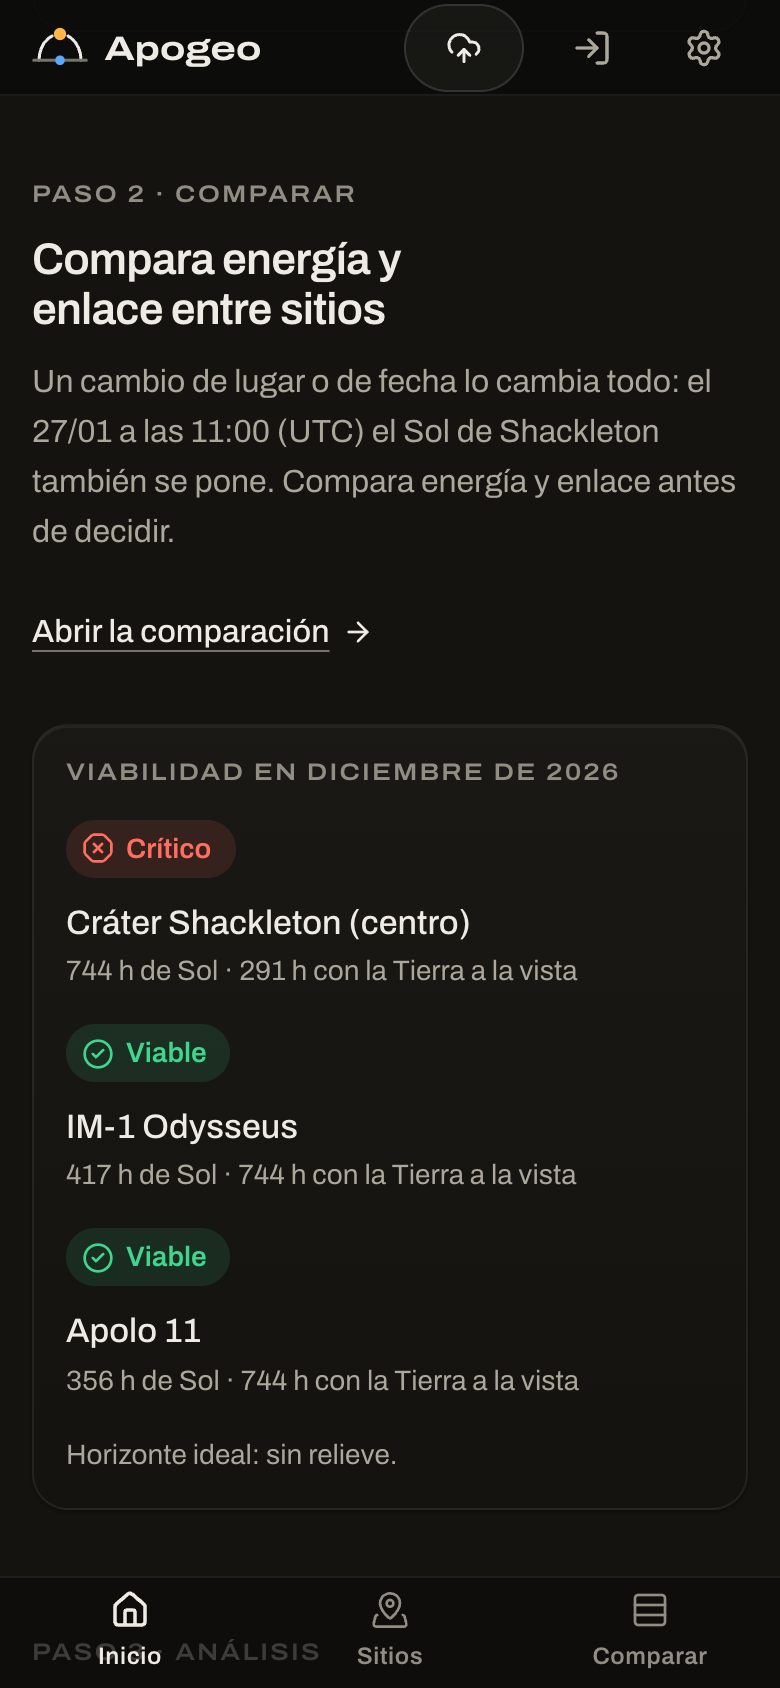 Apogeo
PASO 2 · COMPARAR
Compara energía y
enlace entre sitios
Un cambio de lugar o de fecha lo cambia todo: el
27/01 a las 11:00 (UTC) el Sol de Shackleton
también se pone. Compara energía y enlace antes
de decidir.
Abrir la comparación
VIABILIDAD EN DICIEMBRE DE 2026
Crítico
Cráter Shackleton (centro)
744 h de Sol · 291 h con la Tierra a la vista
Viable
IM-1 Odysseus
417 h de Sol · 744 h con la Tierra a la vista
Viable
Apolo 11
356 h de Sol · 744 h con la Tierra a la vista
Horizonte ideal: sin relieve.
PASO 3 · ANÁLISIS
Inicio
Sitios
Comparar